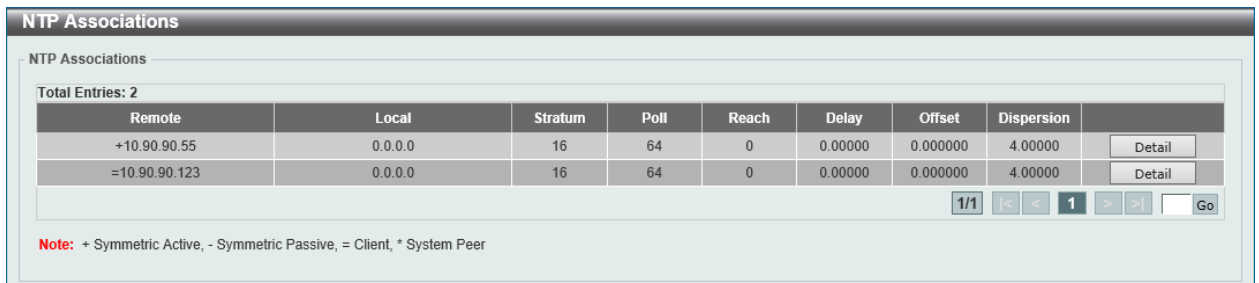 NTP Associations
NTP Associations
Total Entries: 2
Remote Local Stratum Poll Reach Delay Offset Dispersion
+10.90.90.55 0.0.0.0 16 64 0 0.00000 0.000000 4.00000 Detail
=10.90.90.123 0.0.0.0 16 64 0 0.00000 0.000000 4.00000 Detail
1/1 |< < 1 > >| Go
Note: + Symmetric Active, - Symmetric Passive, = Client, * System Peer